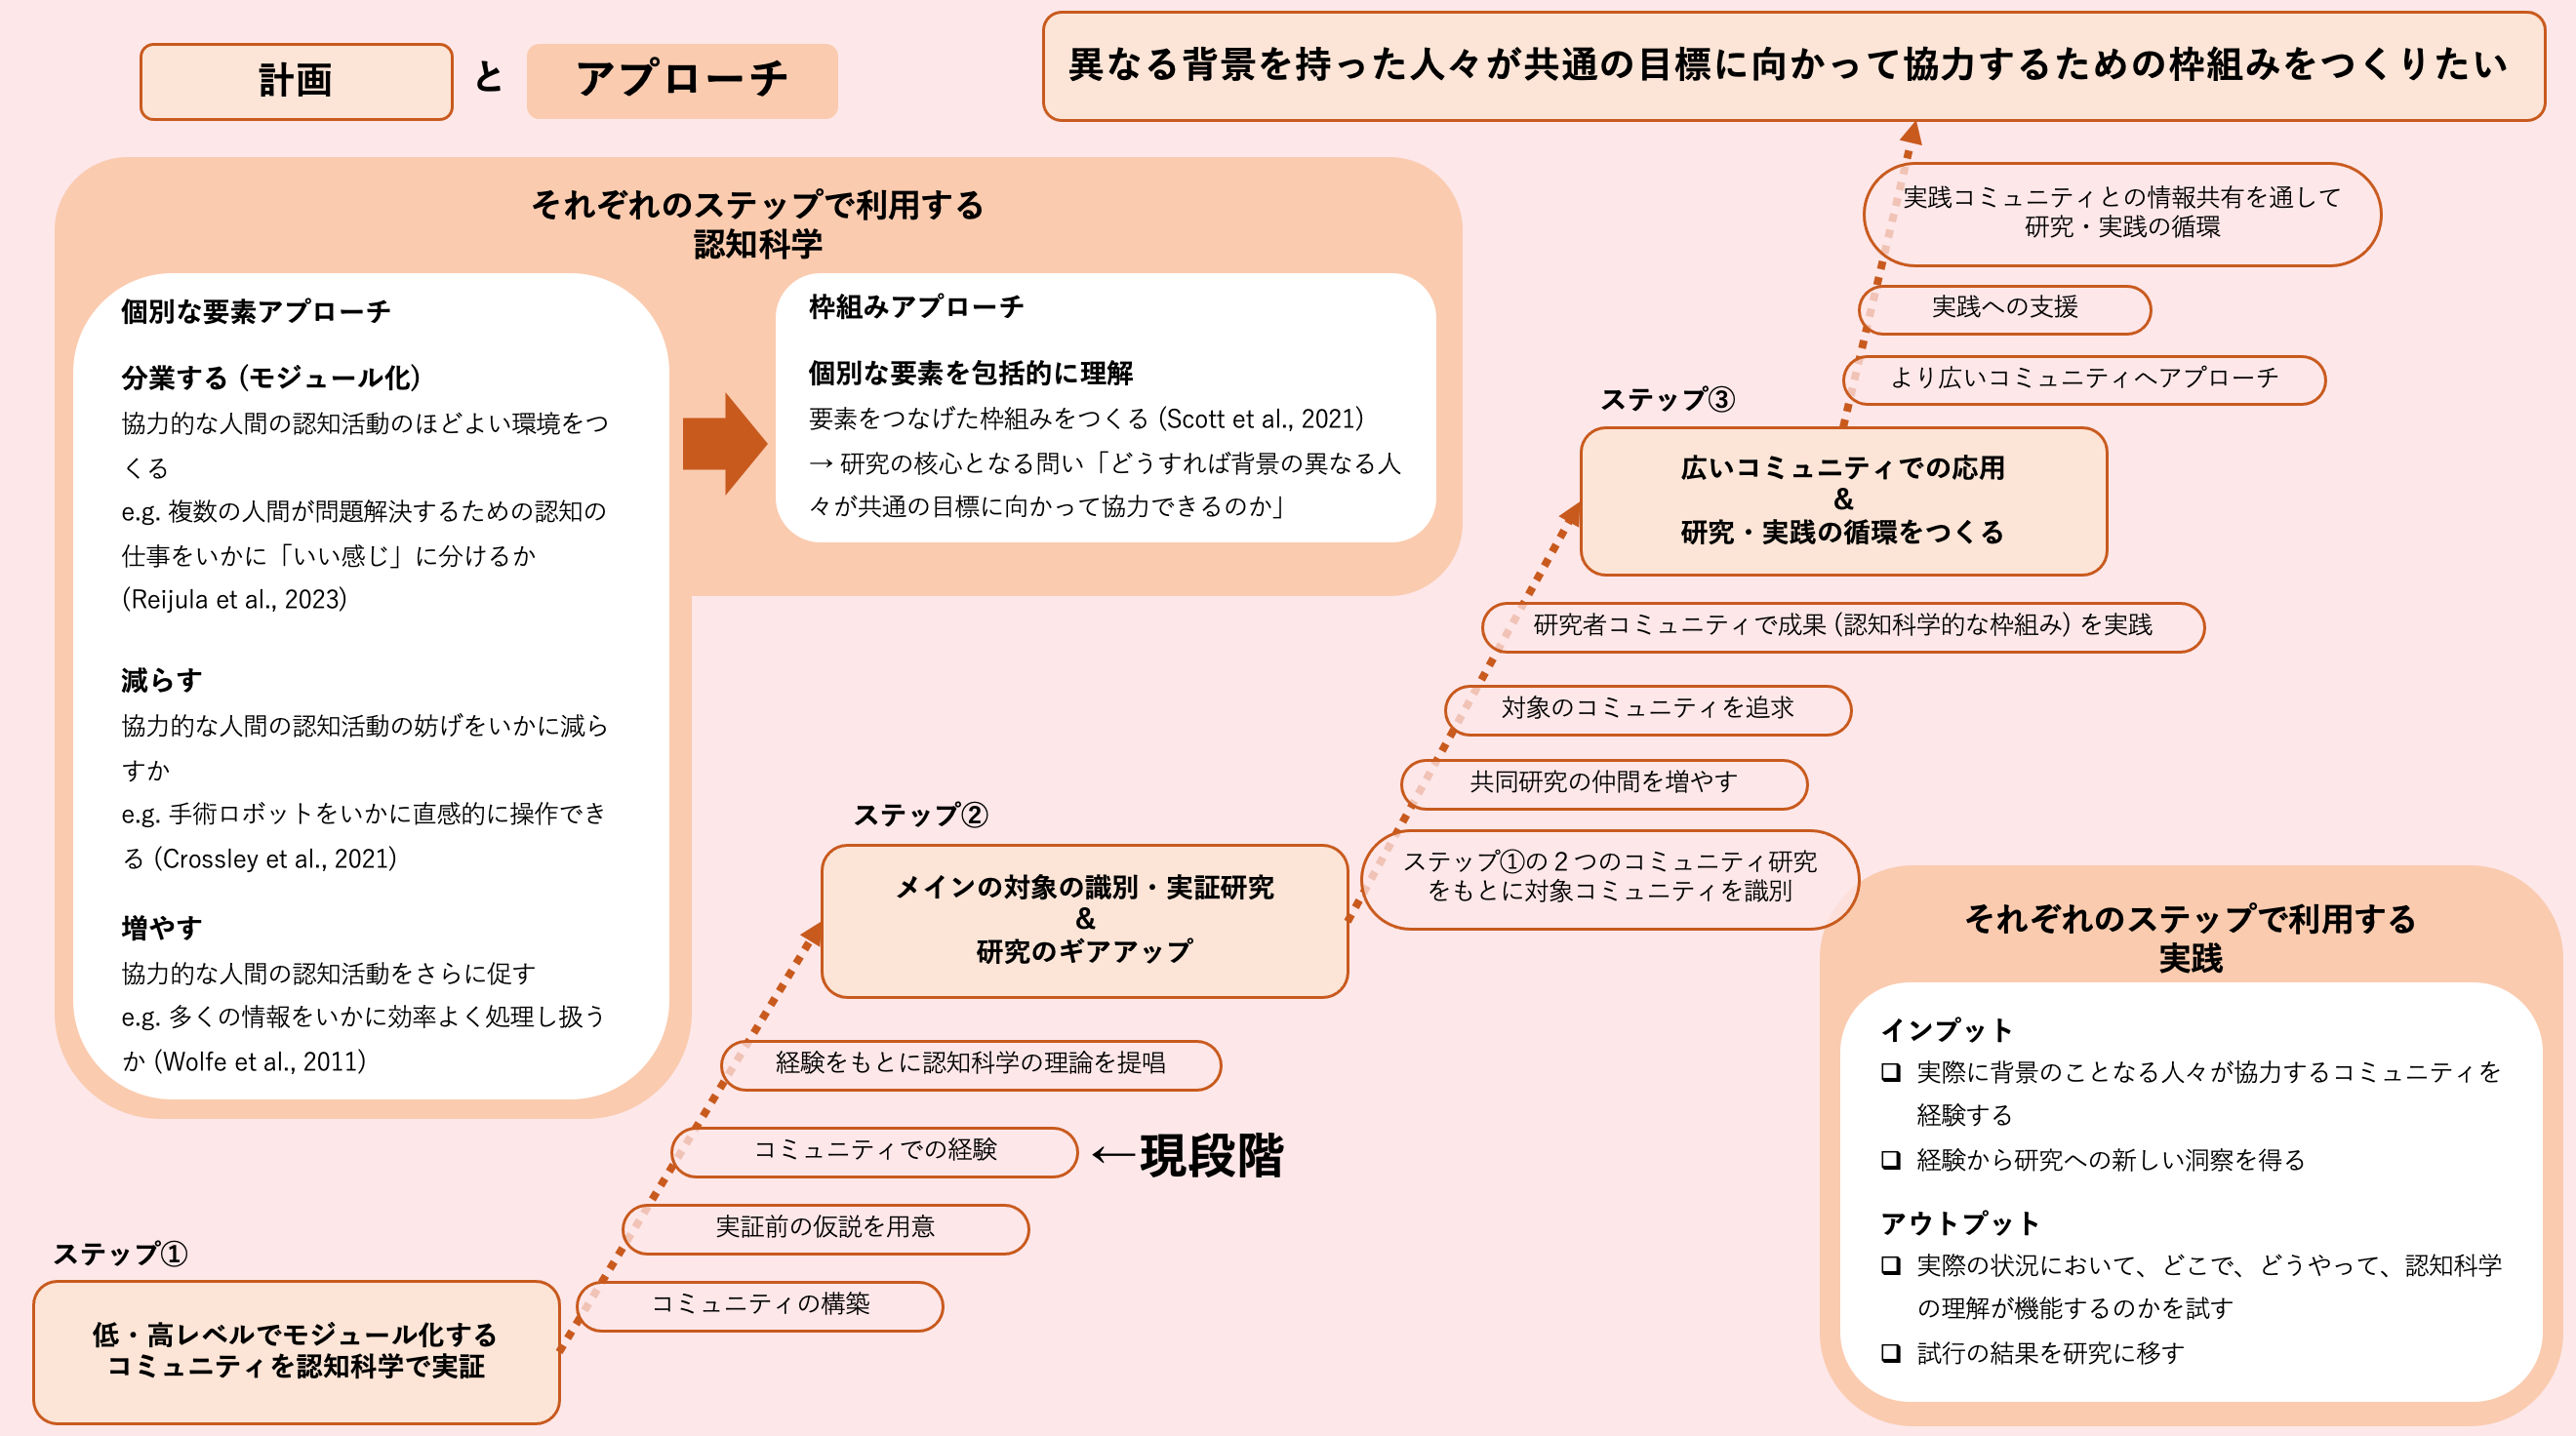 計画
と
アプローチ
異なる背景を持った人々が共通の目標に向かって協力するための枠組みをつくりたい
それぞれのステップで利用する
認知科学
個別な要素アプローチ
分業する (モジュール化)
協力的な人間の認知活動のほどよい環境をつ
くる
e.g. 複数の人間が問題解決するための認知の
仕事をいかに「いい感じ」に分けるか
(Reijula et al., 2023)
減らす
協力的な人間の認知活動の妨げをいかに減ら
すか
e.g. 手術ロボットをいかに直感的に操作でき
る (Crossley et al., 2021)
増やす
協力的な人間の認知活動をさらに促す
e.g. 多くの情報をいかに効率よく処理し扱う
か (Wolfe et al., 2011)
枠組みアプローチ
個別な要素を包括的に理解
要素をつなげた枠組みをつくる (Scott et al., 2021)
→ 研究の核心となる問い「どうすれば背景の異なる人
々が共通の目標に向かって協力できるのか」
実践コミュニティとの情報共有を通して
研究・実践の循環
実践への支援
より広いコミュニティへアプローチ
ステップ③
広いコミュニティでの応用
&
研究・実践の循環をつくる
研究者コミュニティで成果 (認知科学的な枠組み) を実践
対象のコミュニティを追求
共同研究の仲間を増やす
ステップ①の２つのコミュニティ研究
をもとに対象コミュニティを識別
ステップ②
メインの対象の識別・実証研究
&
研究のギアアップ
経験をもとに認知科学の理論を提唱
コミュニティでの経験
←現段階
実証前の仮説を用意
コミュニティの構築
ステップ①
低・高レベルでモジュール化する
コミュニティを認知科学で実証
それぞれのステップで利用する
実践
インプット
❑ 実際に背景のことなる人々が協力するコミュニティを
経験する
❑ 経験から研究への新しい洞察を得る
アウトプット
❑ 実際の状況において、どこで、どうやって、認知科学
の理解が機能するのかを試す
❑ 試行の結果を研究に移す